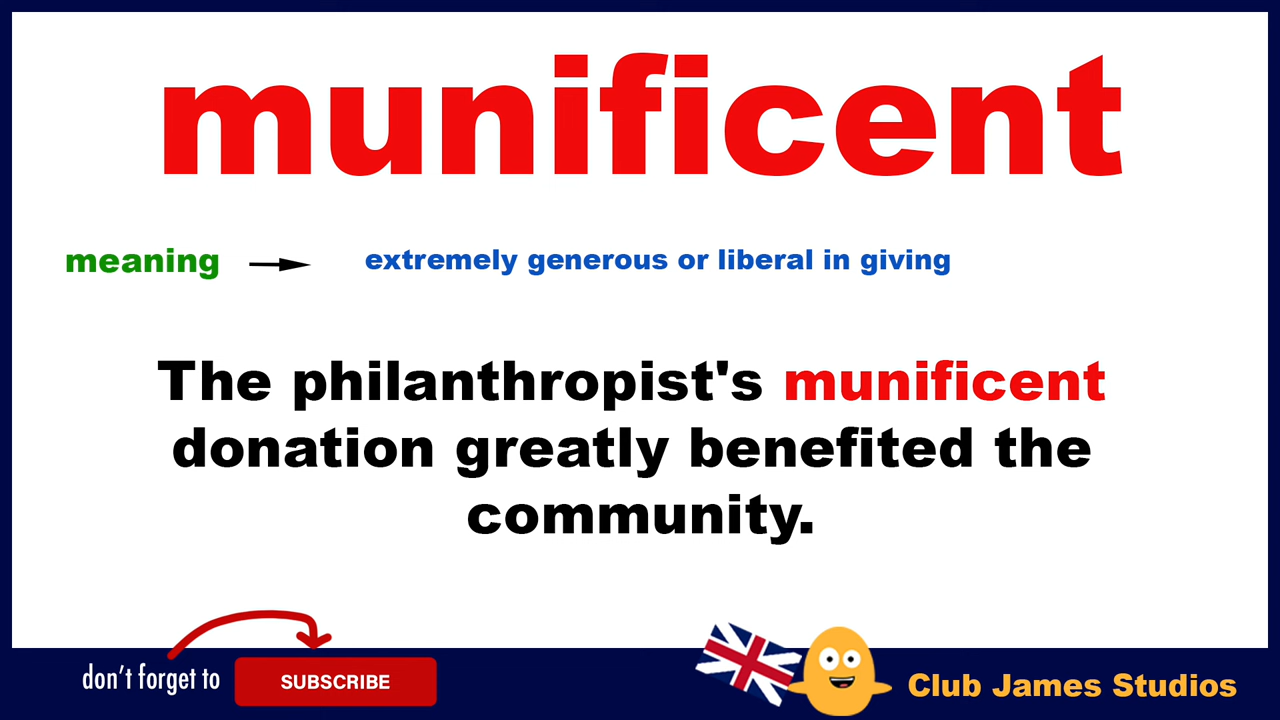 munificent
meaning
extremely generous or liberal in giving
The philanthropist's munificent
donation greatly benefited the
community.
don't forget to
SUBSCRIBE
Club James Studios